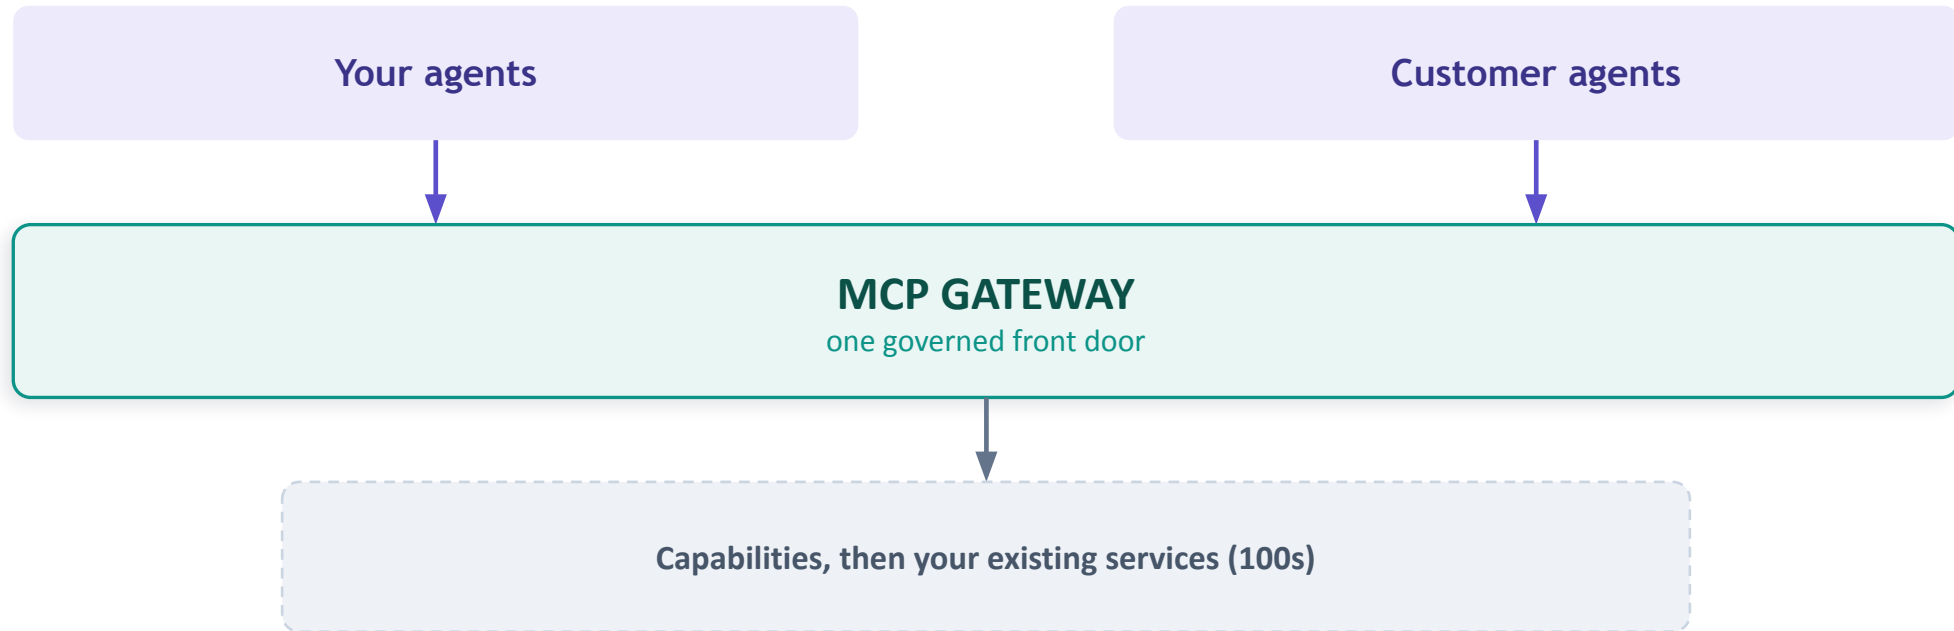 Your agents
Customer agents
MCP GATEWAY
one governed front door
Capabilities, then your existing services (100s)